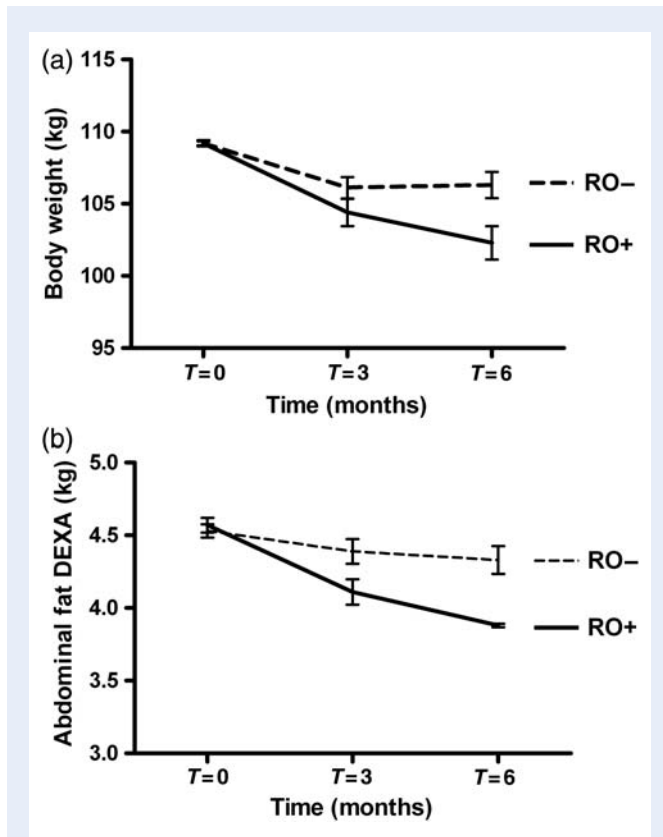 (a)
Body weight (kg)
115
110
105
100
95
RO–
RO+
T=0 T=3 T=6
Time (months)
(b)
Abdominal fat DEXA (kg)
5.0
4.5
4.0
3.5
3.0
RO–
RO+
T=0 T=3 T=6
Time (months)